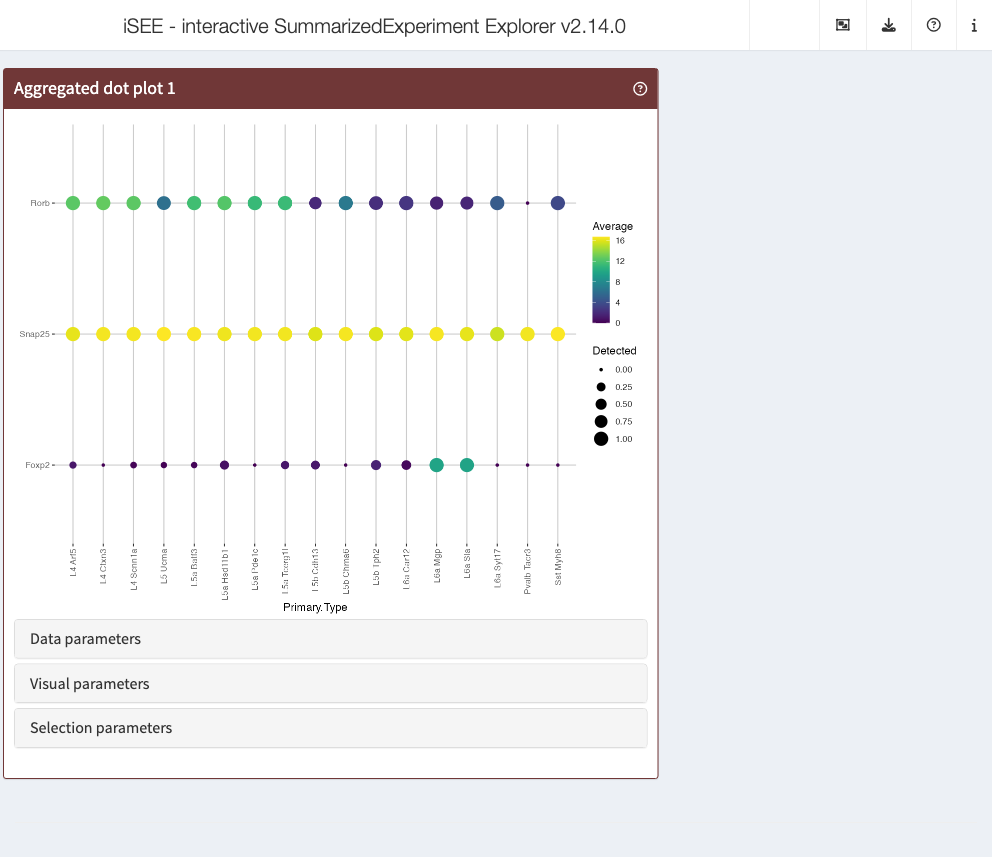 iSEE - interactive SummarizedExperiment Explorer v2.14.0
Aggregated dot plot 1
Rorb
Snap25
Foxp2
L4 Arf5
L4 Ctxn3
L4 Scnn1a
L5 Ucma
L5a Batf3
L5a Hsd11b1
L5a Pde1c
L5a Tcerg1l
L5b Cdh13
L5b Chrna6
L5b Tph2
L6a Car12
L6a Mgp
L6a Sla
L6a Syt17
Pvalb Tacr3
Sst Myh8
Primary.Type
Average
16
12
8
4
0
Detected
0.00
0.25
0.50
0.75
1.00
Data parameters
Visual parameters
Selection parameters